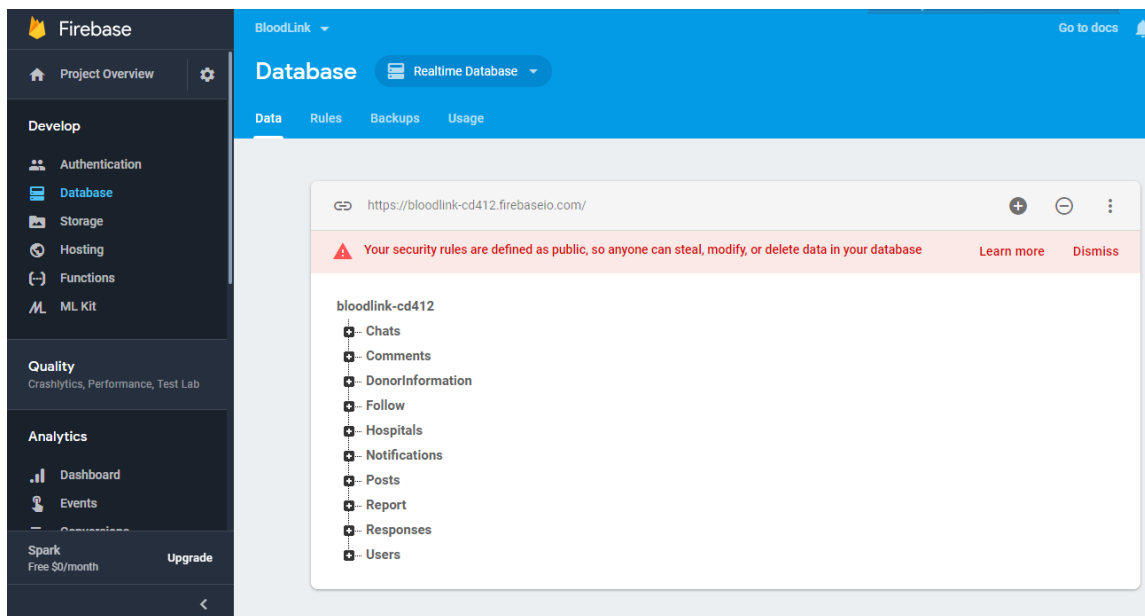 Firebase
Project Overview
Develop
Authentication
Database
Storage
Hosting
Functions
ML Kit
Quality
Crashlytics, Performance, Test Lab
Analytics
Dashboard
Events
Conversions
Spark
Free $0/month
Upgrade
BloodLink
Go to docs
Database
Realtime Database
Data Rules Backups Usage
https://bloodlink-cd412.firebaseio.com/
Your security rules are defined as public, so anyone can steal, modify, or delete data in your database Learn more Dismiss
bloodlink-cd412
Chats
Comments
DonorInformation
Follow
Hospitals
Notifications
Posts
Report
Responses
Users